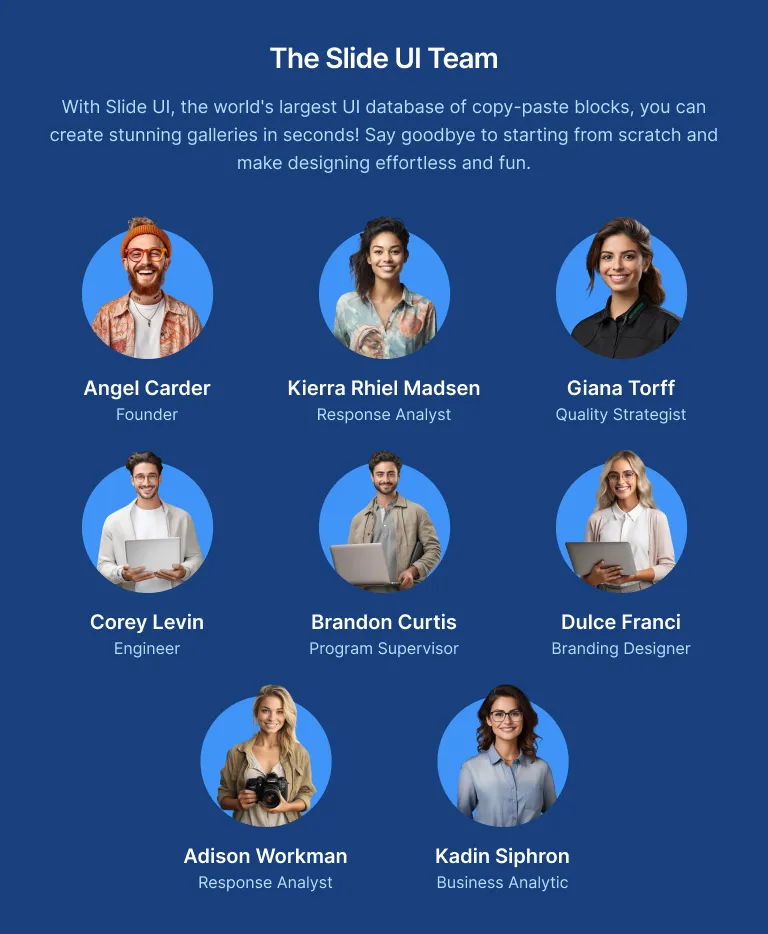 The Slide UI Team
With Slide UI, the world's largest UI database of copy-paste blocks, you can
create stunning galleries in seconds! Say goodbye to starting from scratch and
make designing effortless and fun.
Angel Carder
Founder
Kierra Rhiel Madsen
Response Analyst
Giana Torff
Quality Strategist
Corey Levin
Engineer
Brandon Curtis
Program Supervisor
Dulce Franci
Branding Designer
Adison Workman
Response Analyst
Kadin Siphron
Business Analytic